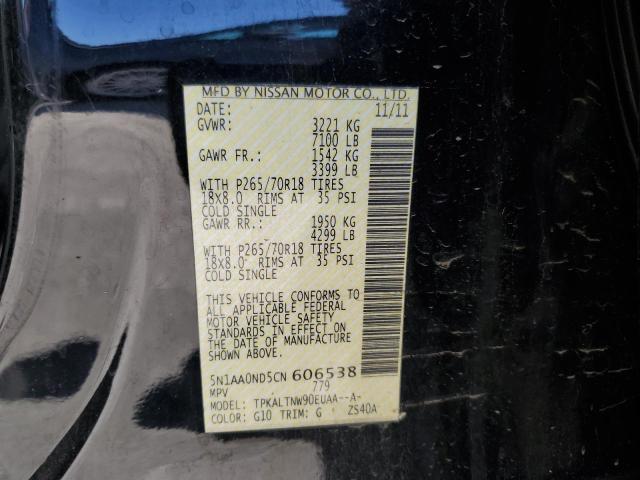 MFD BY NISSAN MOTOR CO., LTD.
DATE: 11/11
GVWR: 3221 KG
7100 LB
GAWR FR.: 1542 KG
3399 LB
WITH P265/70R18 TIRES
18X8.0 RIMS AT 35 PSI
COLD SINGLE
GAWR RR.: 1950 KG
4299 LB
WITH P265/70R18 TIRES
18X8.0 RIMS AT 35 PSI
COLD SINGLE
THIS VEHICLE CONFORMS TO
ALL APPLICABLE FEDERAL
MOTOR VEHICLE SAFETY
STANDARDS IN EFFECT ON
THE DATE OF MANUFACTURE
SHOWN ABOVE.
5N1AA0ND5CN 606538
MPV 779
MODEL: TPKALTNW90EUAA--A-
COLOR: G10 TRIM: G ZS40A